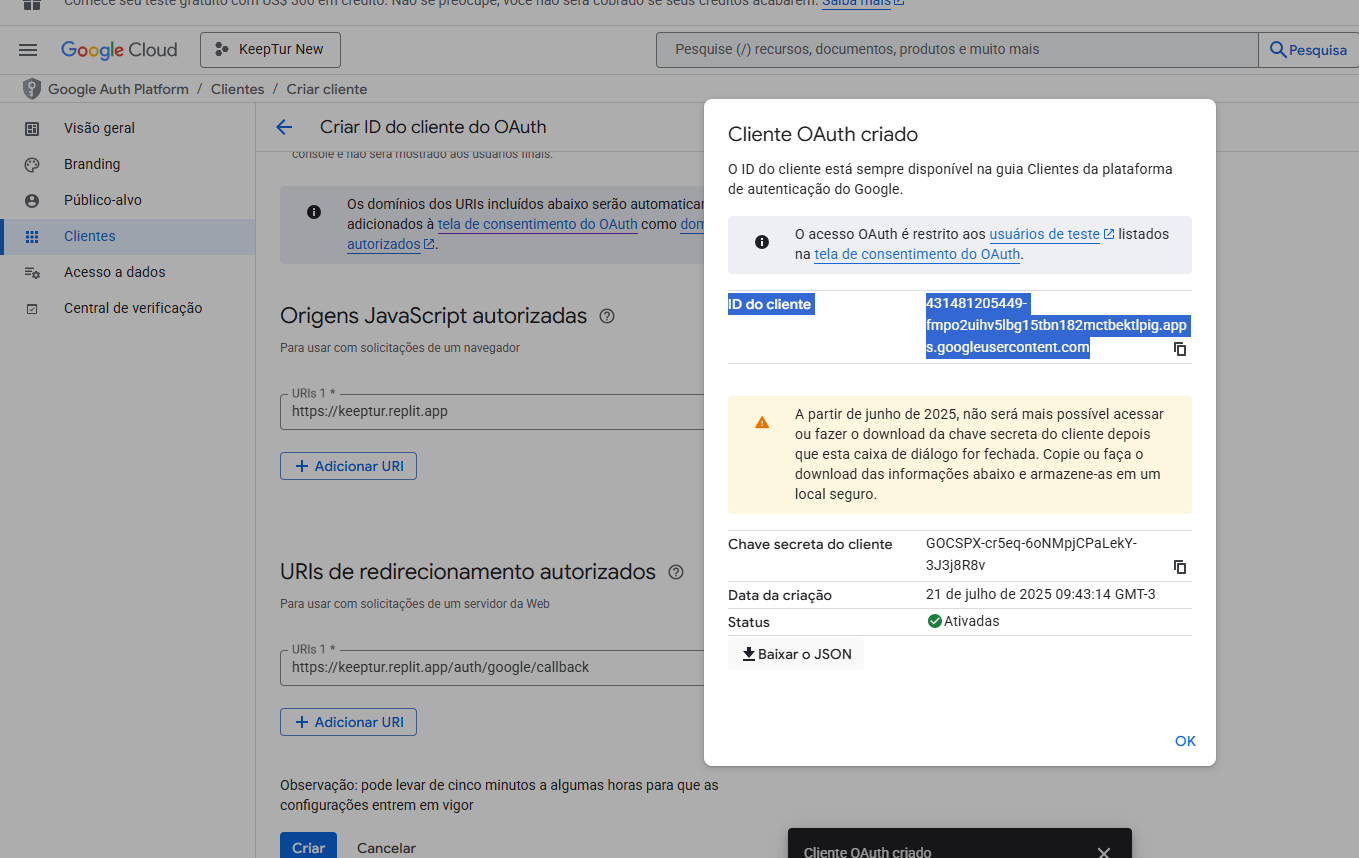 Comece seu teste gratuito com US$ 300 em crédito. Não se preocupe, você não será cobrado se seus créditos acabarem. Saiba mais
Google Cloud
KeepTur New
Pesquise (/) recursos, documentos, produtos e muito mais
Pesquisa
Google Auth Platform / Clientes / Criar cliente
Visão geral
Branding
Público-alvo
Clientes
Acesso a dados
Central de verificação
Criar ID do cliente do OAuth
console e não será mostrado aos usuários finais.
Os domínios dos URIs incluídos abaixo serão automaticar
adicionados à tela de consentimento do OAuth como dom
autorizados.
Origens JavaScript autorizadas
Para usar com solicitações de um navegador
URIs 1 *
https://keeptur.replit.app
Adicionar URI
URIs de redirecionamento autorizados
Para usar com solicitações de um servidor da Web
URIs 1 *
https://keeptur.replit.app/auth/google/callback
Adicionar URI
Observação: pode levar de cinco minutos a algumas horas para que as
configurações entrem em vigor
Criar
Cancelar
Cliente OAuth criado
O ID do cliente está sempre disponível na guia Clientes da plataforma
de autenticação do Google.
O acesso OAuth é restrito aos usuários de teste listados
na tela de consentimento do OAuth.
ID do cliente
431481205449-
fmpo2uihv5lbg15tbn182mctbektlpig.app
s.googleusercontent.com
A partir de junho de 2025, não será mais possível acessar
ou fazer o download da chave secreta do cliente depois
que esta caixa de diálogo for fechada. Copie ou faça o
download das informações abaixo e armazene-as em um
local seguro.
Chave secreta do cliente
GOCSPX-cr5eq-6oNMpjCPaLekY-
3J3j8R8v
Data da criação
21 de julho de 2025 09:43:14 GMT-3
Status
Ativadas
Baixar o JSON
OK
Cliente OAuth criado